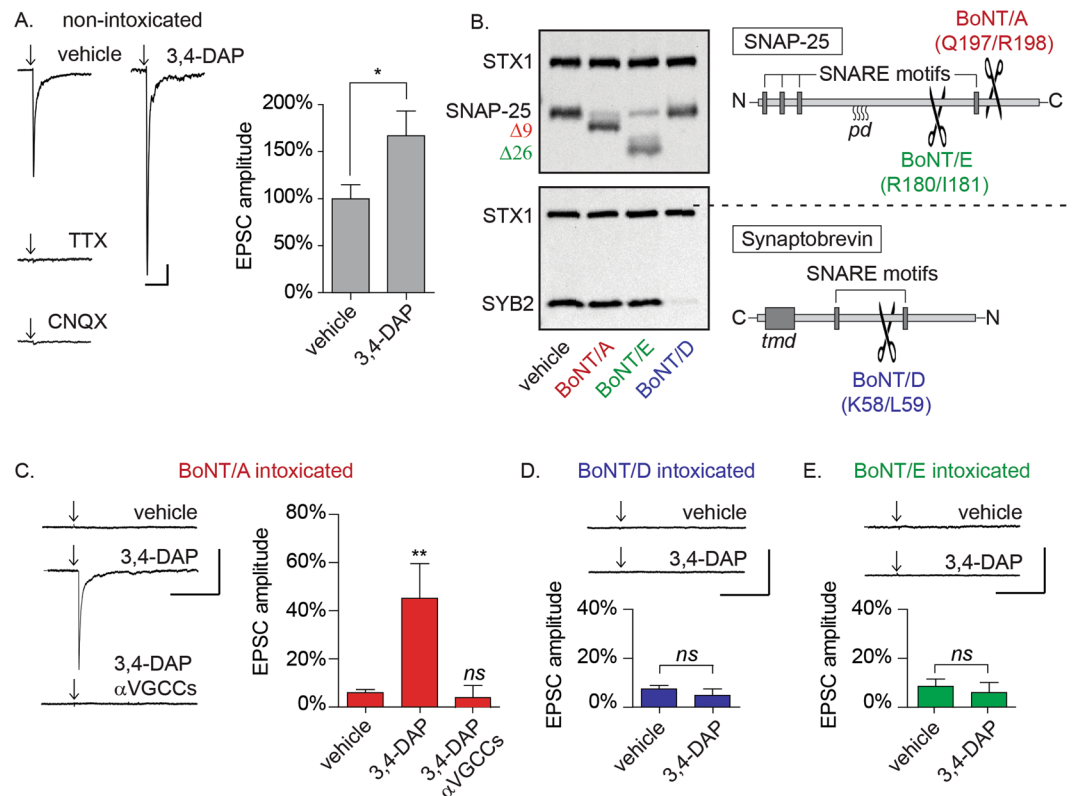 A.
non-intoxicated
vehicle
3,4-DAP
TTX
CNQX
EPSC amplitude
200%
150%
100%
50%
0%
*
vehicle
3,4-DAP
B.
STX1
SNAP-25
Δ9
Δ26
STX1
SYB2
vehicle
BoNT/A
BoNT/E
BoNT/D
SNAP-25
BoNT/A
(Q197/R198)
SNARE motifs
N
C
pd
BoNT/E
(R180/I181)
Synaptobrevin
SNARE motifs
C
N
tmd
BoNT/D
(K58/L59)
C.
BoNT/A intoxicated
vehicle
3,4-DAP
3,4-DAP
αVGCCs
EPSC amplitude
80%
60%
40%
20%
0%
**
ns
vehicle
3,4-DAP
3,4-DAP
αVGCCs
D.
BoNT/D intoxicated
vehicle
3,4-DAP
EPSC amplitude
40%
20%
0%
ns
vehicle
3,4-DAP
E.
BoNT/E intoxicated
vehicle
3,4-DAP
EPSC amplitude
40%
20%
0%
ns
vehicle
3,4-DAP